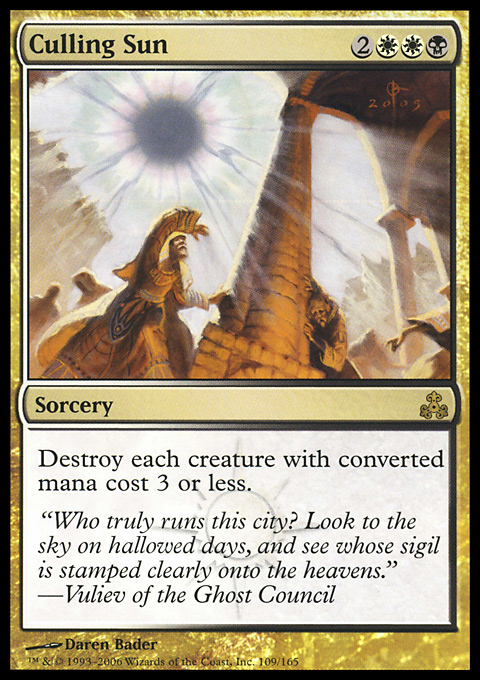 Culling Sun 2
2005
Sorcery
Destroy each creature with converted
mana cost 3 or less.
“Who truly runs this city? Look to the
sky on hallowed days, and see whose sigil
is stamped clearly onto the heavens.”
—Vuliev of the Ghost Council
Daren Bader
™ & © 1993–2006 Wizards of the Coast, Inc. 109/165